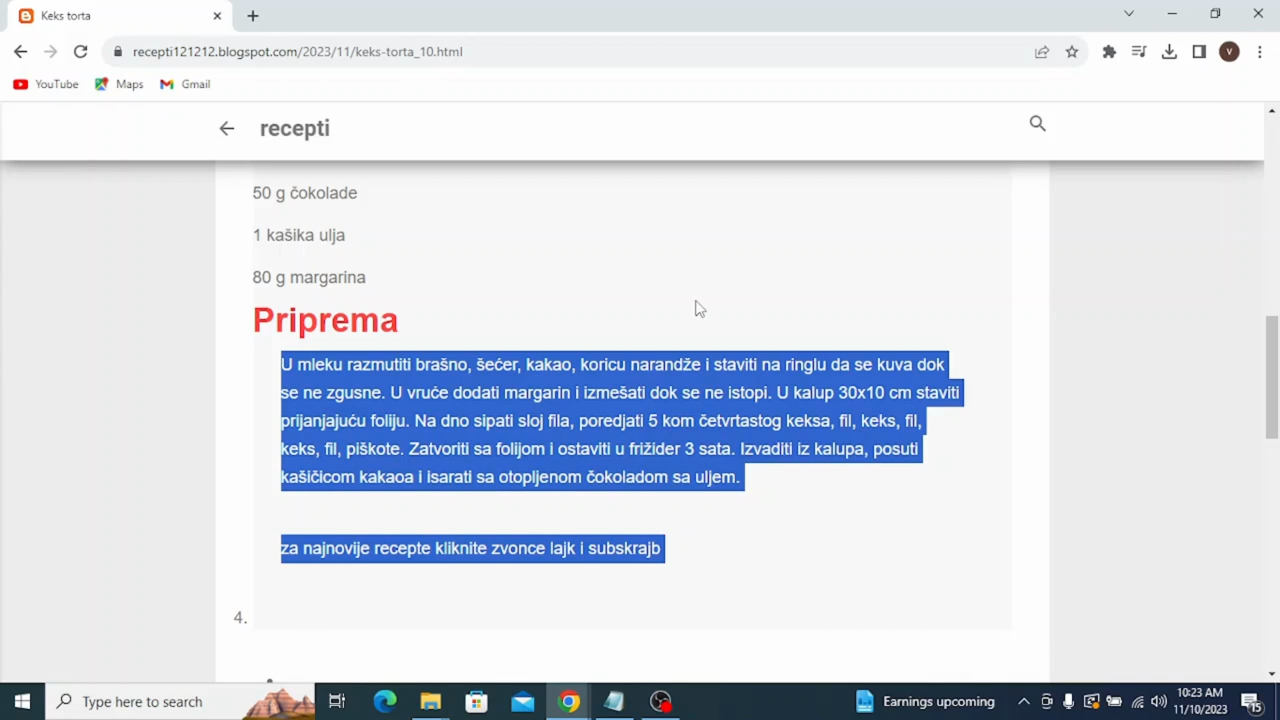 Keks torta
recepti121212.blogspot.com/2023/11/keks-torta_10.html
V
YouTube
Maps
Gmail
recepti
50 g čokolade
1 kašika ulja
80 g margarina
Priprema
U mleku razmutiti brašno, šećer, kakao, koricu narandže i staviti na ringlu da se kuva dok
se ne zgusne. U vruće dodati margarin i izmešati dok se ne istopi. U kalup 30x10 cm staviti
prijanjajuću foliju. Na dno sipati sloj fila, poredjati 5 kom četvrtastog keksa, fil, keks, fil,
keks, fil, piškote. Zatvoriti sa folijom i ostaviti u frižider 3 sata. Izvaditi iz kalupa, posuti
kašičicom kakaoa i isarati sa otopljenom čokoladom sa uljem.
za najnovije recepte kliknite zvonce lajk i subskrajb
4.
Type here to search
Earnings upcoming
10:23 AM
11/10/2023
15